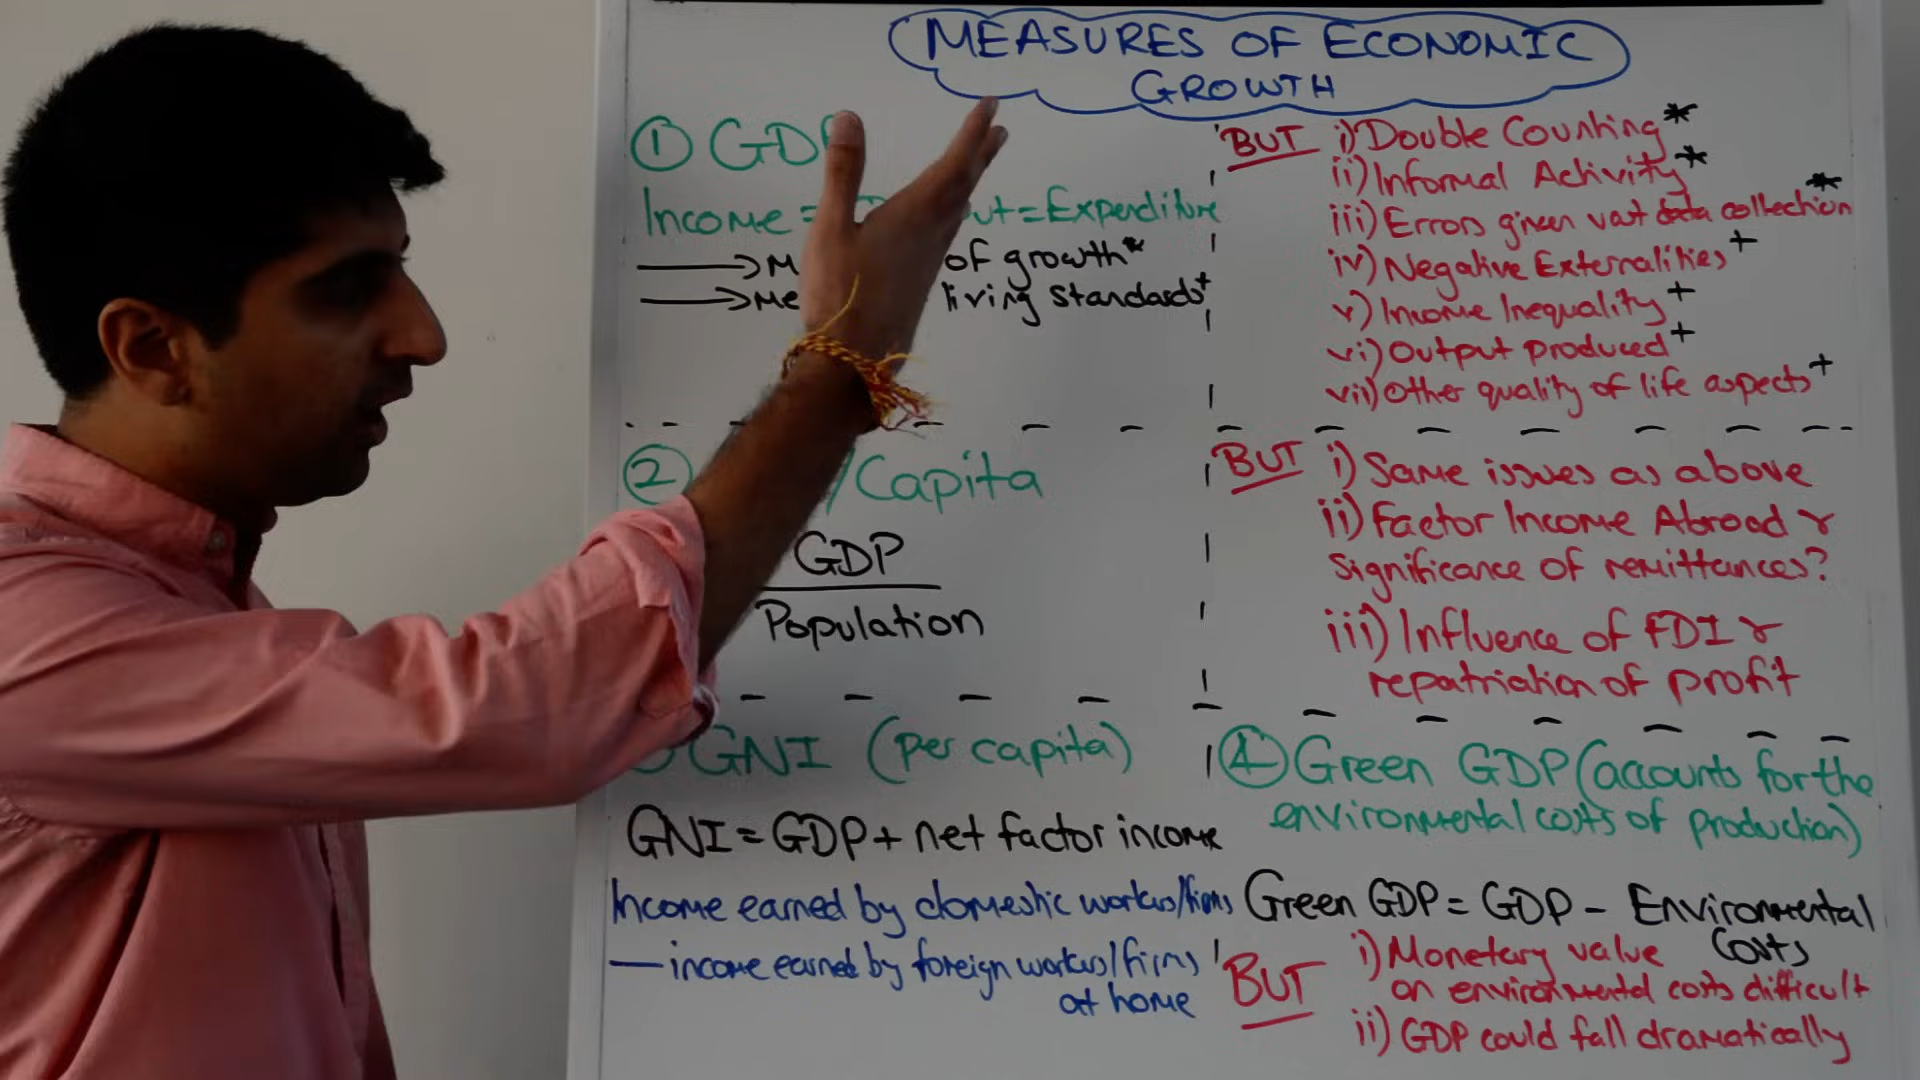 MEASURES OF ECONOMIC
GROWTH
① GDP
Income = = Expenditure
of growth*
living standards+
BUT i) Double Counting*
ii) Informal Activity*
iii) Errors given vast data collection*
iv) Negative Externalities+
v) Income Inequality+
vi) Output produced+
vii) Other quality of life aspects+
② /Capita
GDP
Population
BUT i) Same issues as above
ii) Factor Income Abroad &
significance of remittances?
iii) Influence of FDI &
repatriation of profit
GNI (per capita)
GNI = GDP + net factor income
Income earned by domestic workers/firms
— income earned by foreign workers/firms
at home
④ Green GDP (accounts for the
environmental costs of production)
Green GDP = GDP – Environmental
Costs
BUT i) Monetary value
on environmental costs difficult
ii) GDP could fall dramatically